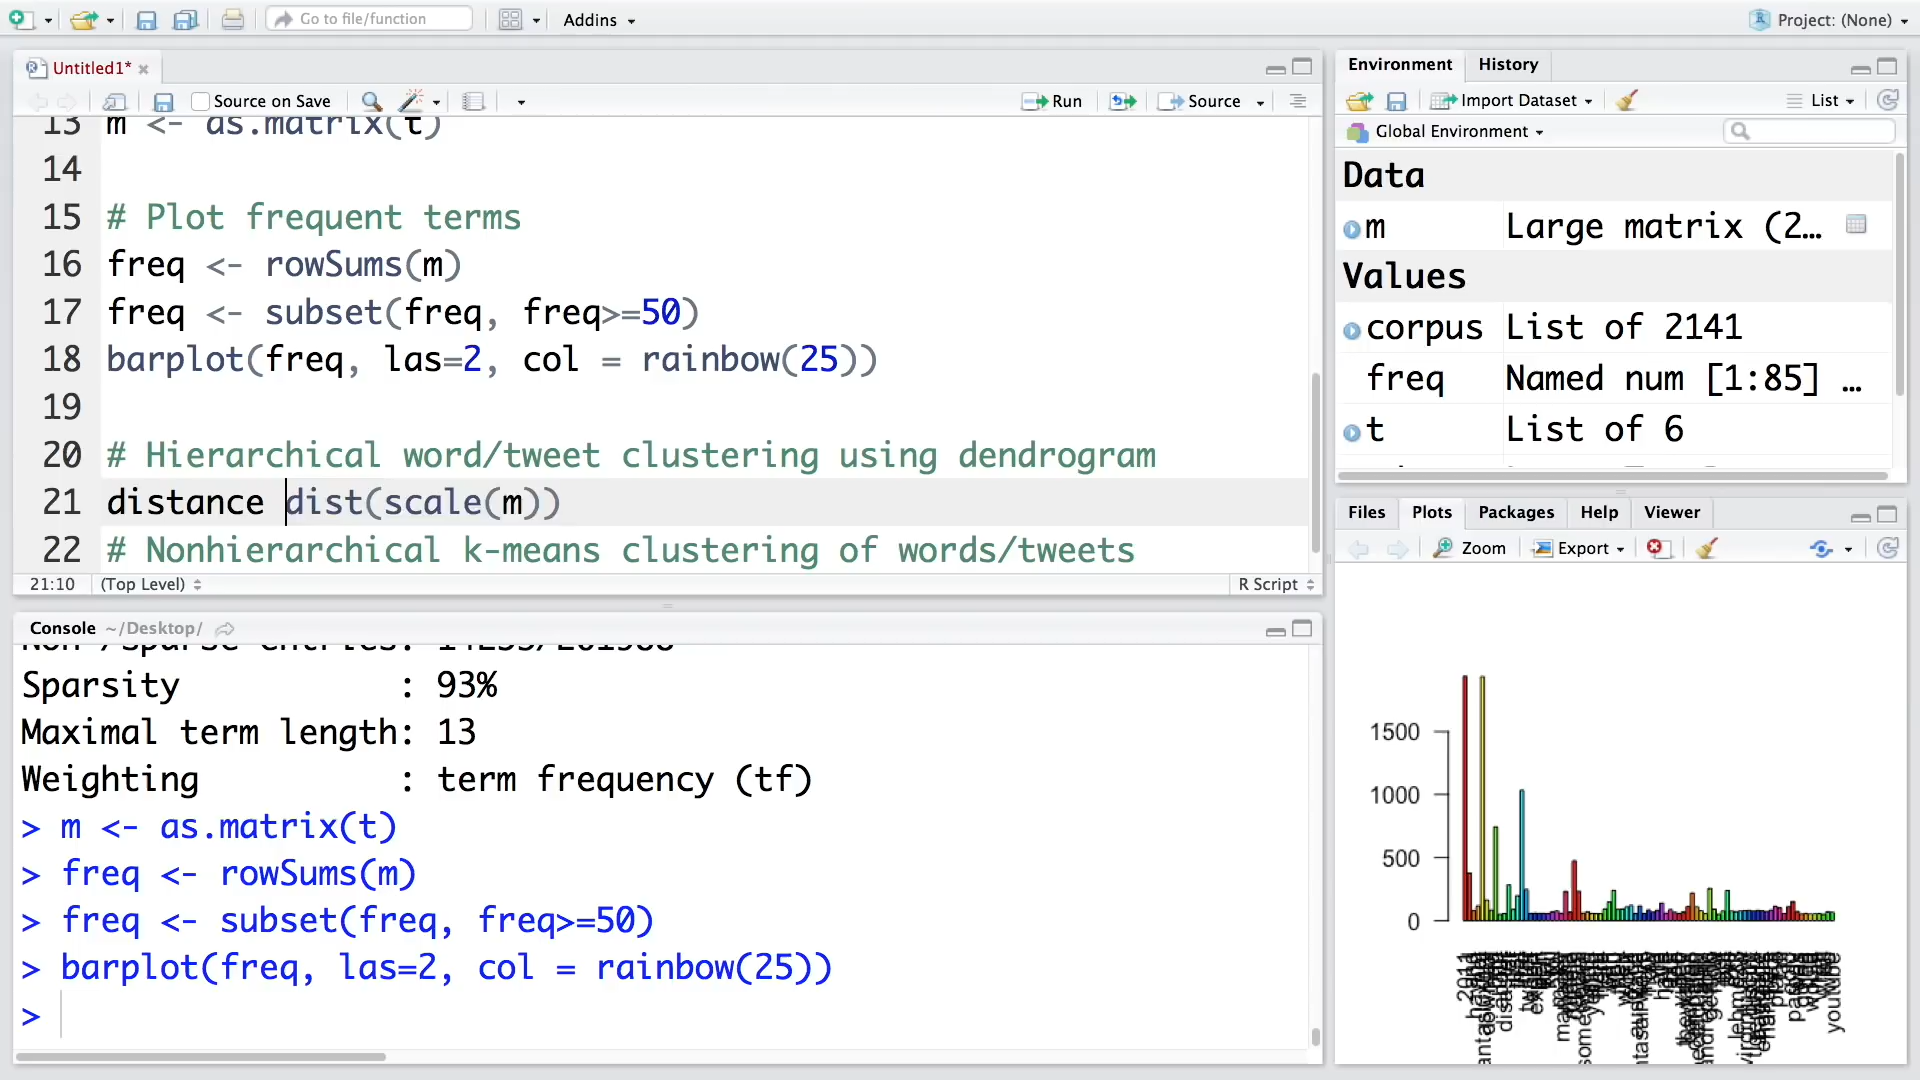 Go to file/function
Addins
Project: (None)
Untitled1*
Source on Save
Run
Source
13 m <- as.matrix(t)
14
15 # Plot frequent terms
16 freq <- rowSums(m)
17 freq <- subset(freq, freq>=50)
18 barplot(freq, las=2, col = rainbow(25))
19
20 # Hierarchical word/tweet clustering using dendrogram
21 distance dist(scale(m))
22 # Nonhierarchical k-means clustering of words/tweets
21:10 (Top Level) R Script
Console ~/Desktop/
Sparsity : 93%
Maximal term length: 13
Weighting : term frequency (tf)
> m <- as.matrix(t)
> freq <- rowSums(m)
> freq <- subset(freq, freq>=50)
> barplot(freq, las=2, col = rainbow(25))
>
Environment History
Import Dataset List
Global Environment
Data
m Large matrix (2…
Values
corpus List of 2141
freq Named num [1:85] …
t List of 6
Files Plots Packages Help Viewer
Zoom Export
1500
1000
500
0
2011
youtube